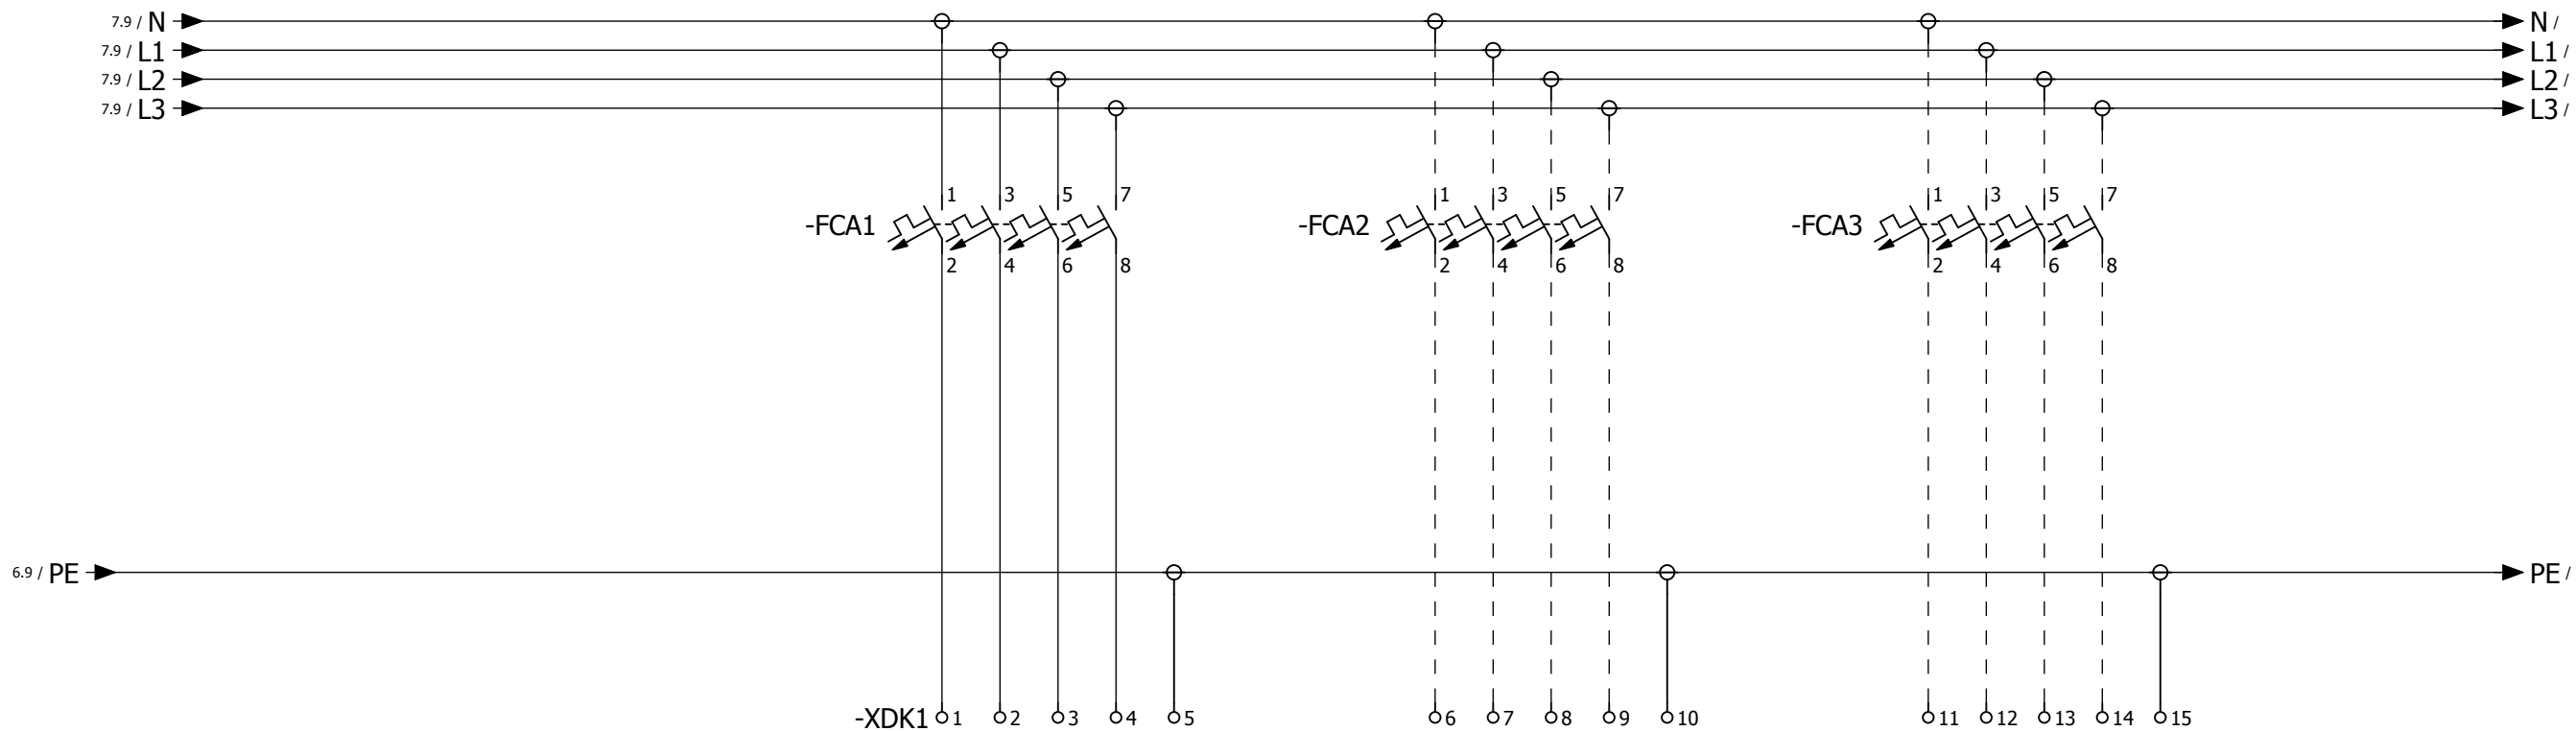 7.9 / N N /
7.9 / L1 L1 /
7.9 / L2 L2 /
7.9 / L3 L3 /
1 3 5 7 1 3 5 7 1 3 5 7
-FCA1 -FCA2 -FCA3
2 4 6 8 2 4 6 8 2 4 6 8
6.9 / PE PE /
-XDK1 1 2 3 4 5 6 7 8 9 10 11 12 13 14 15